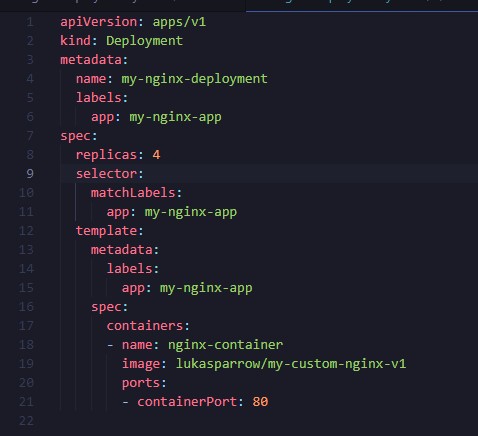 1 apiVersion: apps/v1
2 kind: Deployment
3 metadata:
4   name: my-nginx-deployment
5   labels:
6     app: my-nginx-app
7 spec:
8   replicas: 4
9   selector:
10     matchLabels:
11       app: my-nginx-app
12   template:
13     metadata:
14       labels:
15         app: my-nginx-app
16     spec:
17       containers:
18       - name: nginx-container
19         image: lukasparrow/my-custom-nginx-v1
20         ports:
21         - containerPort: 80
22